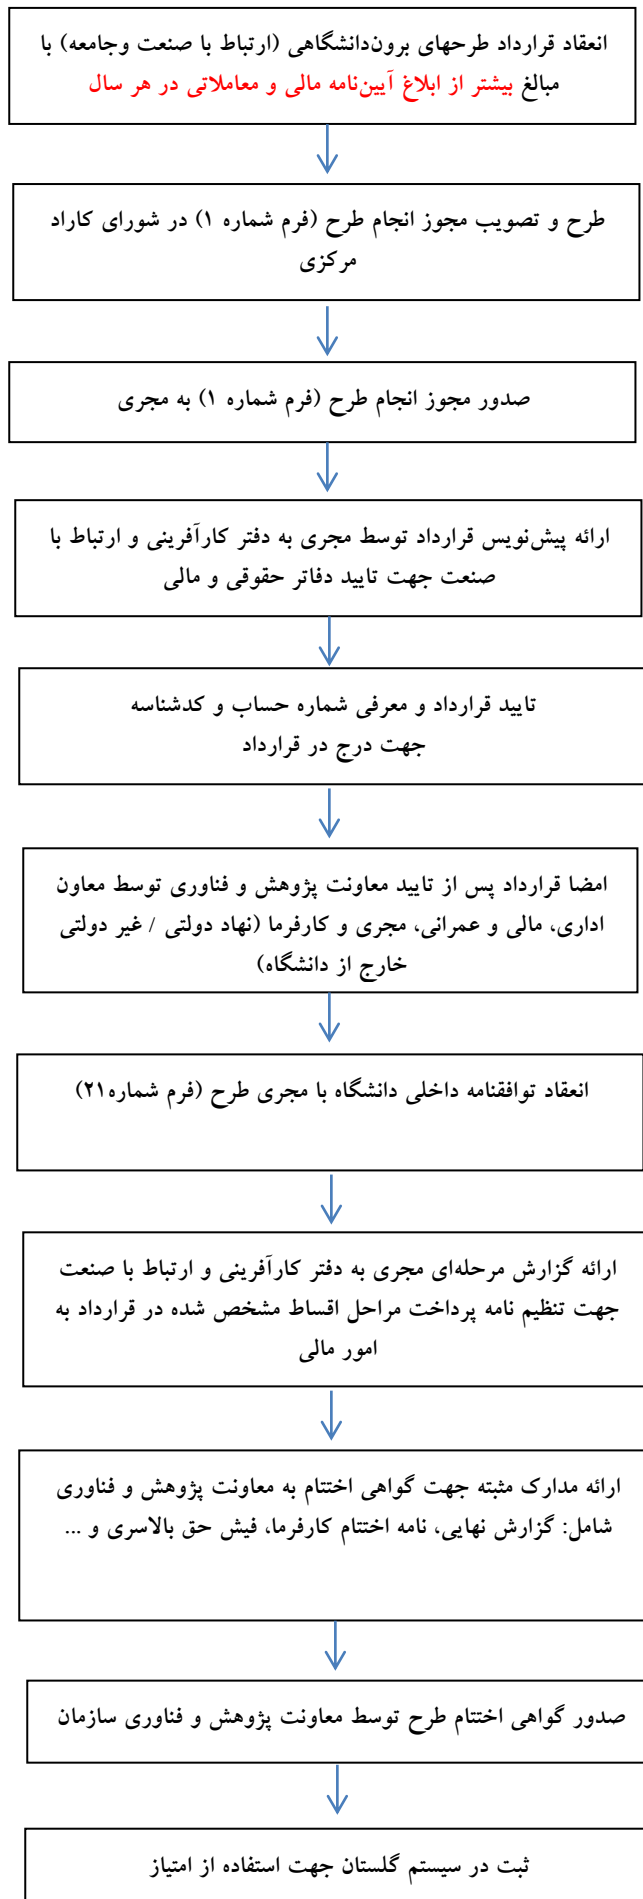 انعقاد قرارداد طرحهای برون‌دانشگاهی (ارتباط با صنعت وجامعه) با
مبالغ بیشتر از ابلاغ آیین‌نامه مالی و معاملاتی در هر سال
طرح و تصویب مجوز انجام طرح (فرم شماره ۱) در شورای کاراد
مرکزی
صدور مجوز انجام طرح (فرم شماره ۱) به مجری
ارائه پیش‌نویس قرارداد توسط مجری به دفتر کارآفرینی و ارتباط با
صنعت جهت تایید دفاتر حقوقی و مالی
تایید قرارداد و معرفی شماره حساب و کدشناسه
جهت درج در قرارداد
امضا قرارداد پس از تایید معاونت پژوهش و فناوری توسط معاون
اداری، مالی و عمرانی، مجری و کارفرما (نهاد دولتی / غیر دولتی
خارج از دانشگاه)
انعقاد توافقنامه داخلی دانشگاه با مجری طرح (فرم شماره۲۱)
ارائه گزارش مرحله‌ای مجری به دفتر کارآفرینی و ارتباط با صنعت
جهت تنظیم نامه پرداخت مراحل اقساط مشخص شده در قرارداد به
امور مالی
ارائه مدارک مثبته جهت گواهی اختتام به معاونت پژوهش و فناوری
شامل: گزارش نهایی، نامه اختتام کارفرما، فیش حق بالاسری و ...
صدور گواهی اختتام طرح توسط معاونت پژوهش و فناوری سازمان
ثبت در سیستم گلستان جهت استفاده از امتیاز